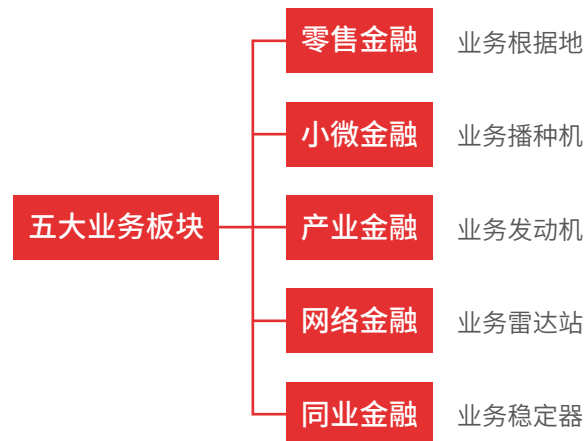 零售金融 业务根据地
小微金融 业务播种机
五大业务板块
产业金融 业务发动机
网络金融 业务雷达站
同业金融 业务稳定器